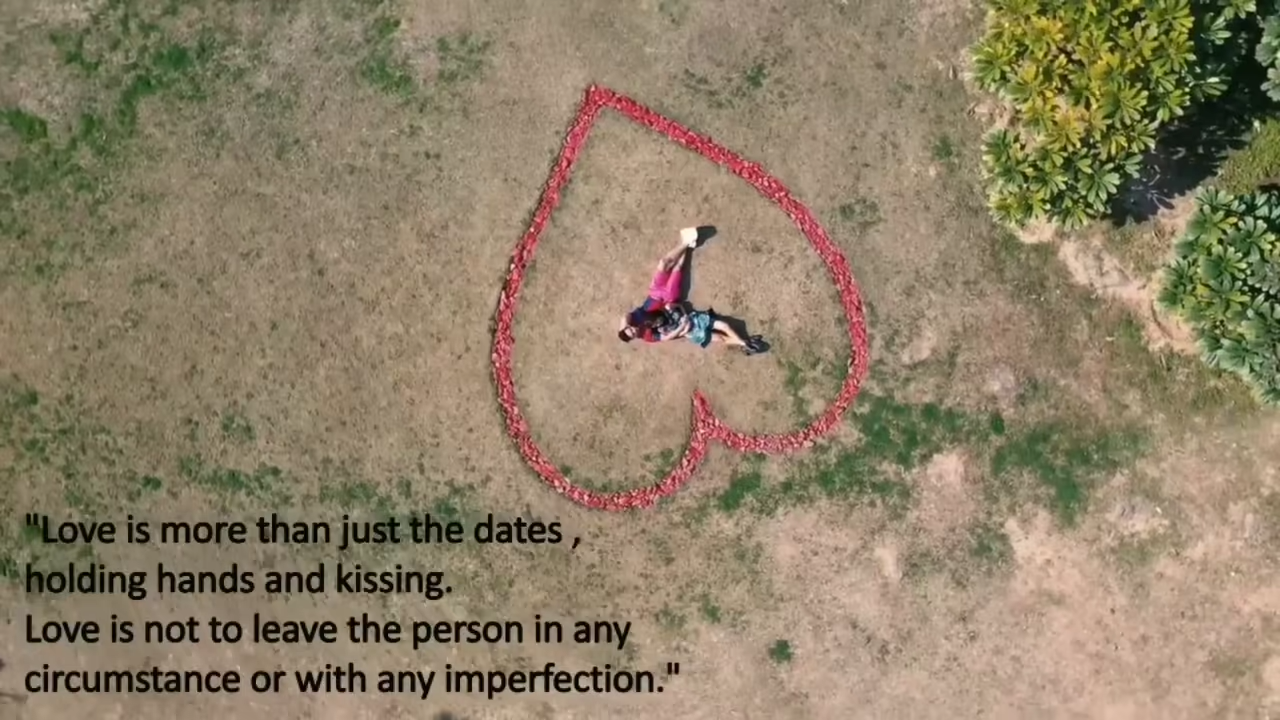 "Love is more than just the dates ,
holding hands and kissing.
Love is not to leave the person in any
circumstance or with any imperfection."